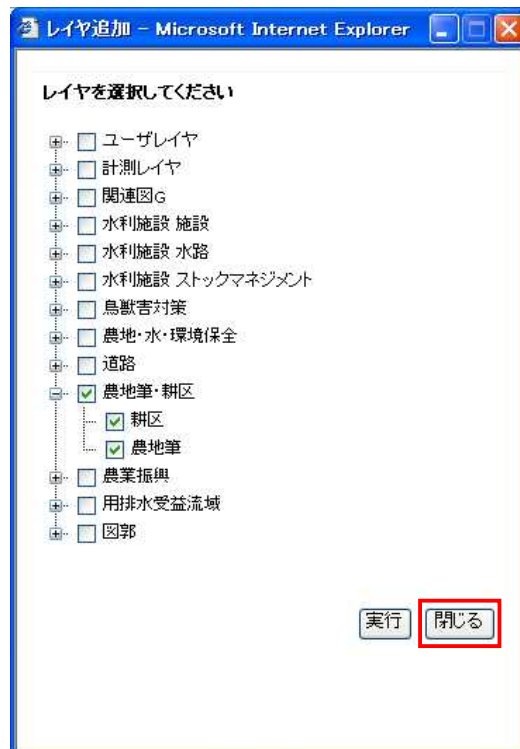 レイヤ追加 - Microsoft Internet Explorer
レイヤを選択してください
ユーザレイヤ
計測レイヤ
関連図G
水利施設 施設
水利施設 水路
水利施設 ストックマネジメント
鳥獣害対策
農地・水・環境保全
道路
農地筆・耕区
耕区
農地筆
農業振興
用排水受益流域
図郭
実行 閉じる